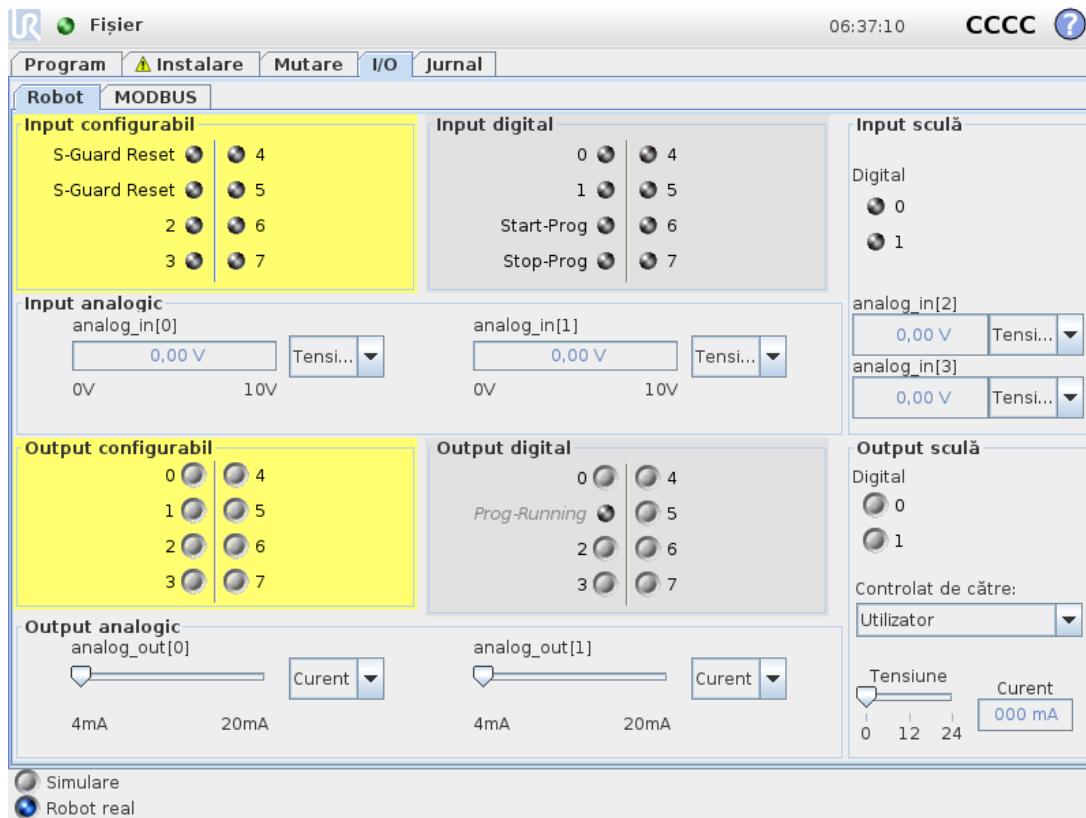 UR Fișier 06:37:10 CCCC ?
Program Instalare Mutare I/O Jurnal
Robot MODBUS
Input configurabil
S-Guard Reset 4
S-Guard Reset 5
2 6
3 7
Input digital
0 4
1 5
Start-Prog 6
Stop-Prog 7
Input sculă
Digital
0
1
Input analogic
analog_in[0]
0,00 V Tensi...
0V 10V
analog_in[1]
0,00 V Tensi...
0V 10V
analog_in[2]
0,00 V Tensi...
analog_in[3]
0,00 V Tensi...
Output configurabil
0 4
1 5
2 6
3 7
Output digital
0 4
Prog-Running 5
2 6
3 7
Output sculă
Digital
0
1
Controlat de către:
Utilizator
Tensiune
0 12 24
Curent
000 mA
Output analogic
analog_out[0]
Curent
4mA 20mA
analog_out[1]
Curent
4mA 20mA
Simulare
Robot real